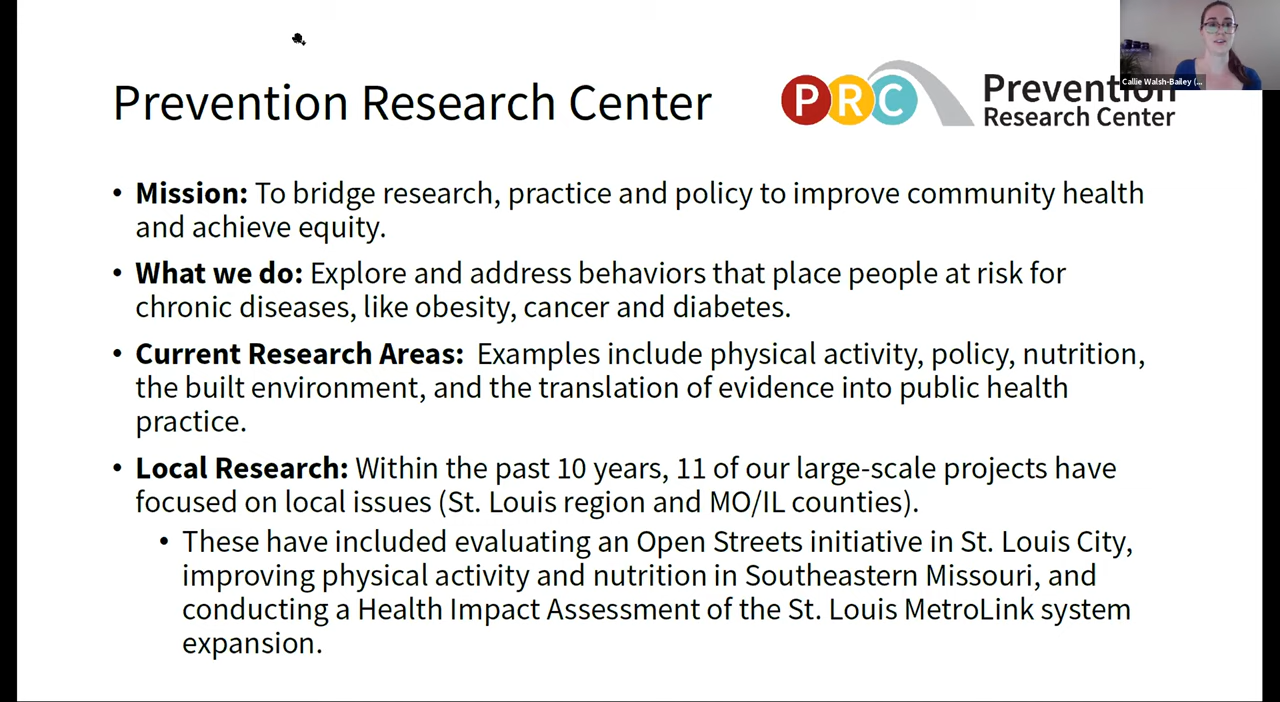 Prevention Research Center
P R C
Prevention
Research Center
Callie Walsh-Bailey (...
• Mission: To bridge research, practice and policy to improve community health
and achieve equity.
• What we do: Explore and address behaviors that place people at risk for
chronic diseases, like obesity, cancer and diabetes.
• Current Research Areas: Examples include physical activity, policy, nutrition,
the built environment, and the translation of evidence into public health
practice.
• Local Research: Within the past 10 years, 11 of our large-scale projects have
focused on local issues (St. Louis region and MO/IL counties).
• These have included evaluating an Open Streets initiative in St. Louis City,
improving physical activity and nutrition in Southeastern Missouri, and
conducting a Health Impact Assessment of the St. Louis MetroLink system
expansion.